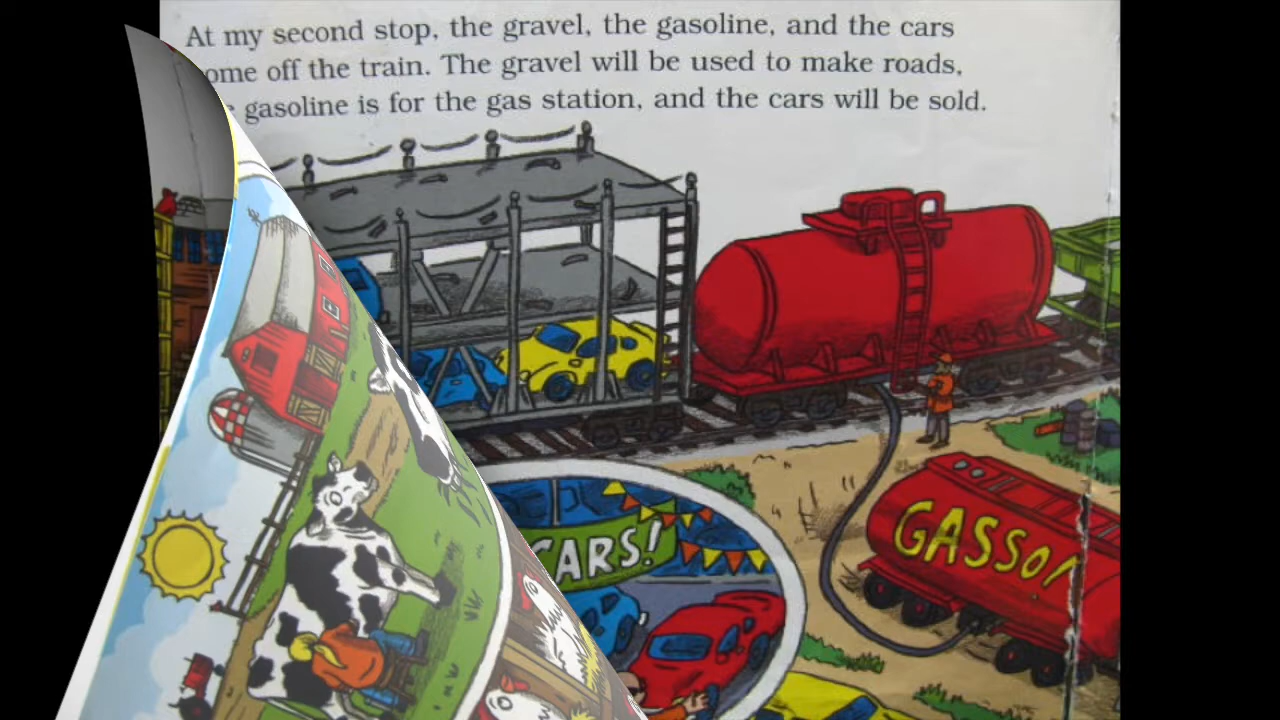 At my second stop, the gravel, the gasoline, and the cars
ome off the train. The gravel will be used to make roads,
e gasoline is for the gas station, and the cars will be sold.
CARS!
GASSO